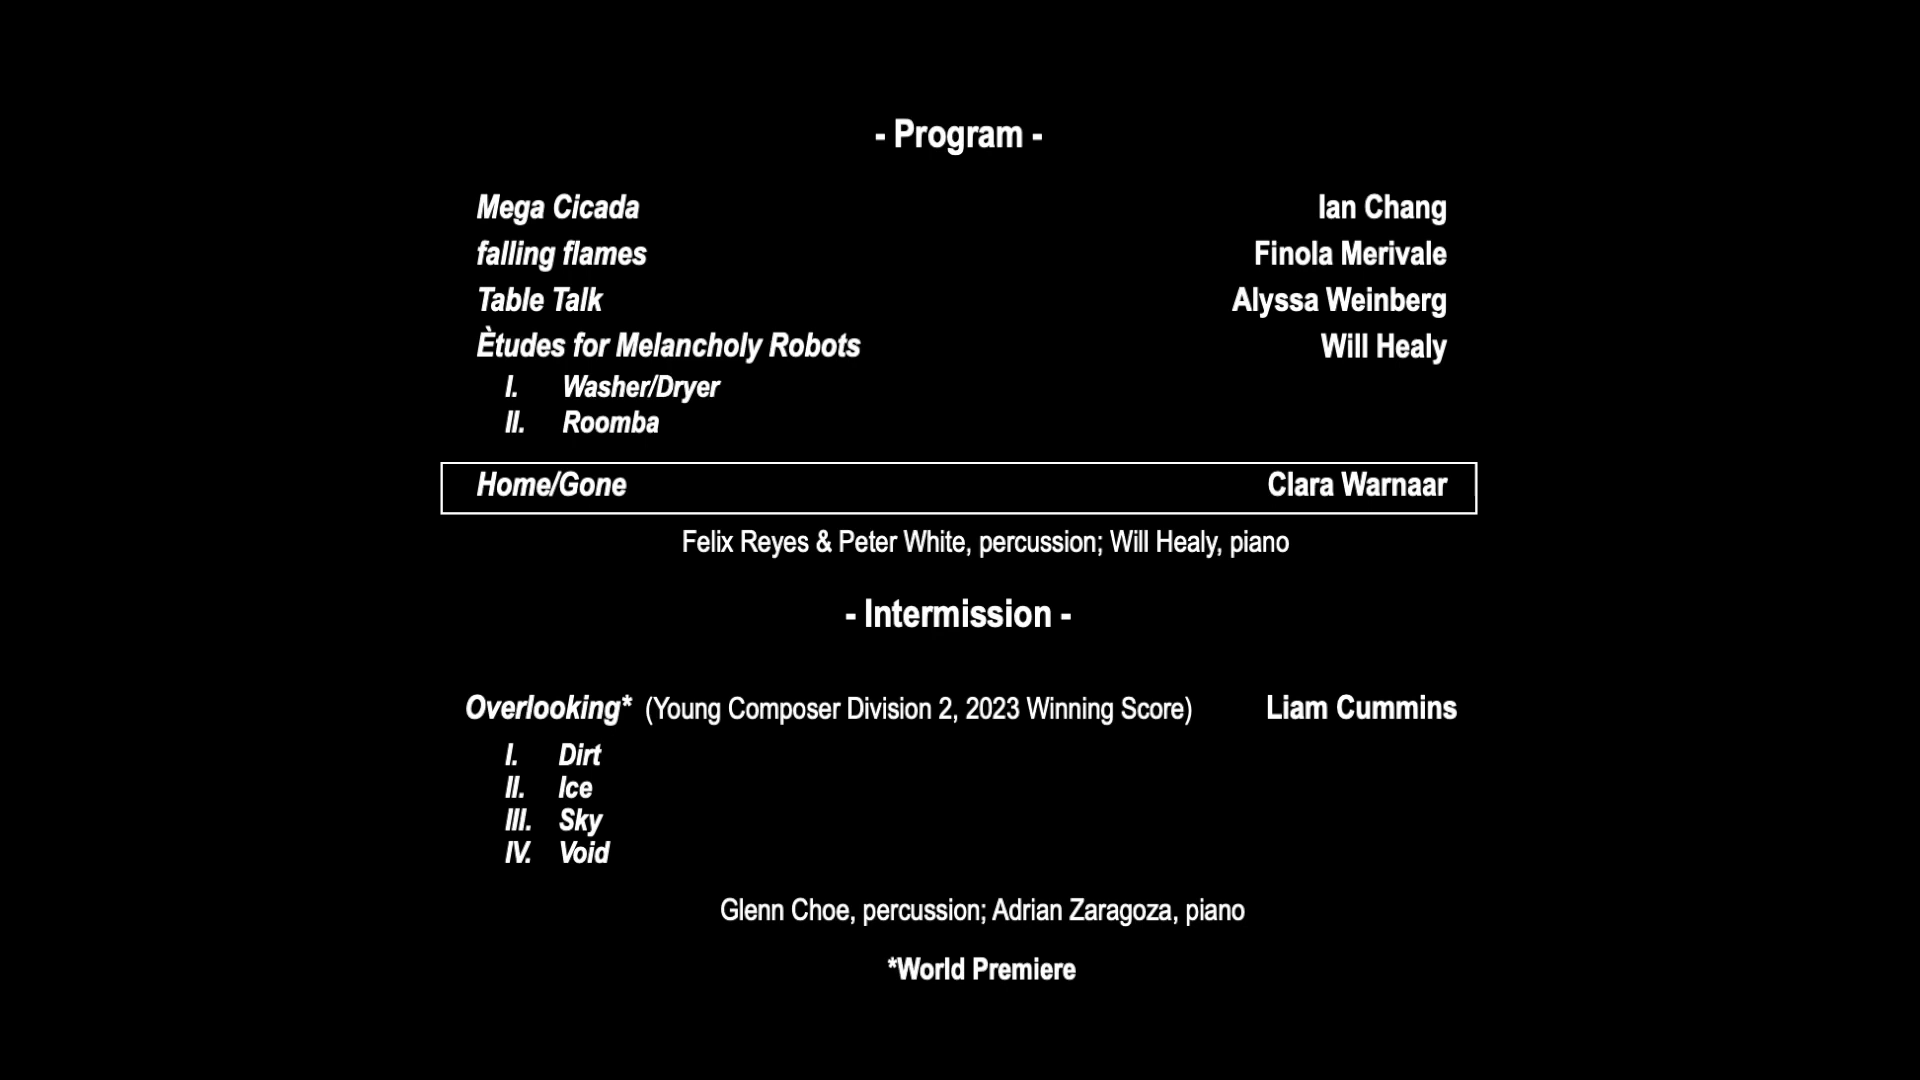 - Program -
Mega Cicada Ian Chang
falling flames Finola Merivale
Table Talk Alyssa Weinberg
Ètudes for Melancholy Robots Will Healy
I. Washer/Dryer
II. Roomba
Home/Gone Clara Warnaar
Felix Reyes & Peter White, percussion; Will Healy, piano
- Intermission -
Overlooking* (Young Composer Division 2, 2023 Winning Score) Liam Cummins
I. Dirt
II. Ice
III. Sky
IV. Void
Glenn Choe, percussion; Adrian Zaragoza, piano
*World Premiere